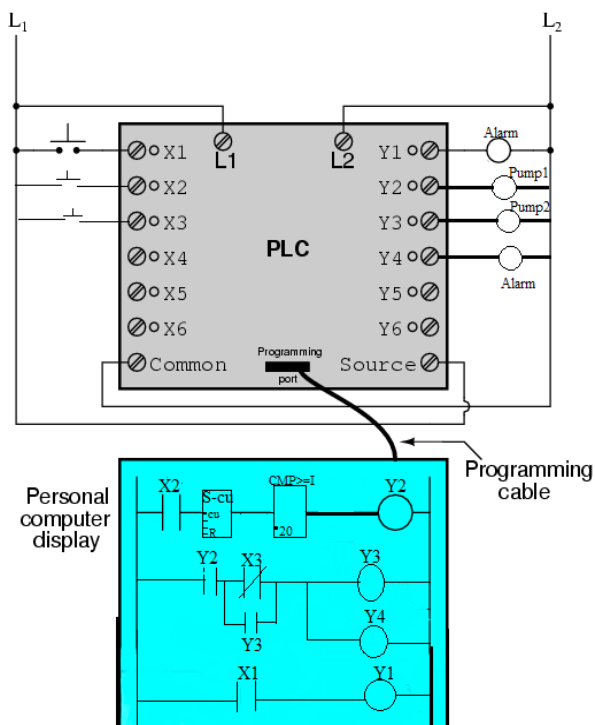 L1 L2
L1 L2
Alarm
X1 Y1
Pump1
X2 Y2
Pump2
X3 Y3
PLC
X4 Y4
Alarm
X5 Y5
X6 Y6
Programming
port
Common Source
Programming
cable
Personal
computer
display
X2 S-cu CMP>=I Y2
cu
R 20
Y2 X3 Y3
Y3 Y4
X1 Y1